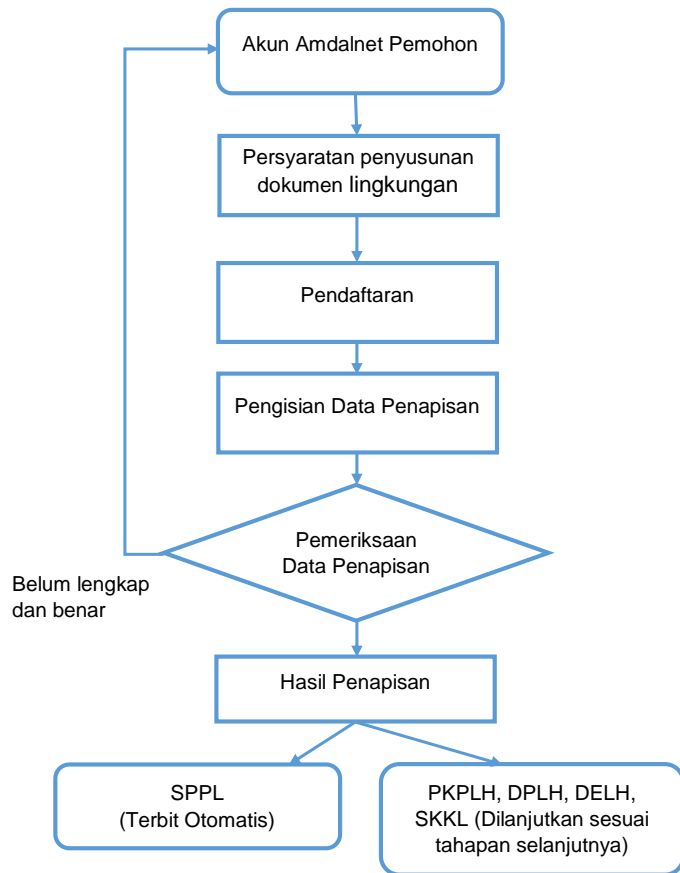 Akun Amdalnet Pemohon
Persyaratan penyusunan
dokumen lingkungan
Pendaftaran
Pengisian Data Penapisan
Pemeriksaan
Data Penapisan
Belum lengkap
dan benar
Hasil Penapisan
SPPL
(Terbit Otomatis)
PKPLH, DPLH, DELH,
SKKL (Dilanjutkan sesuai
tahapan selanjutnya)